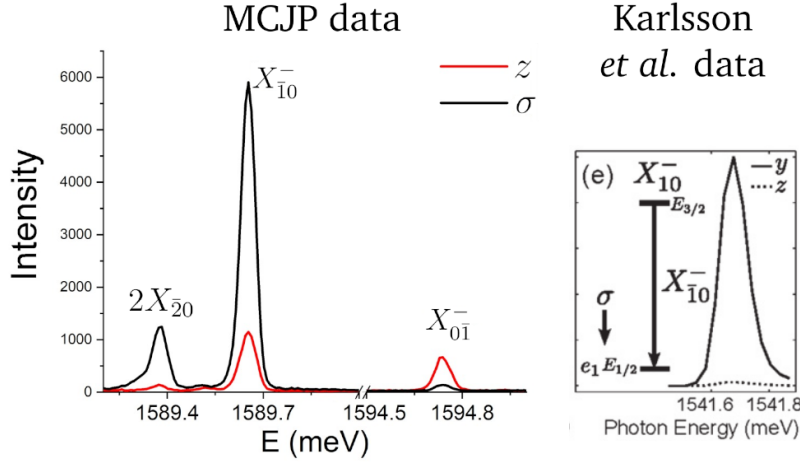 MCJP data
Karlsson
et al. data
z
σ
Intensity
6000
5000
4000
3000
2000
1000
0
$X^-_{\bar{1}0}$
$2X_{\bar{2}0}$
$X^-_{0\bar{1}}$
1589.4 1589.7 1594.5 1594.8
E (meV)
(e)
y
z
$X^-_{10}$
$E_{3/2}$
$X^-_{\bar{1}0}$
σ
$e_1 E_{1/2}$
1541.6 1541.8
Photon Energy (meV)